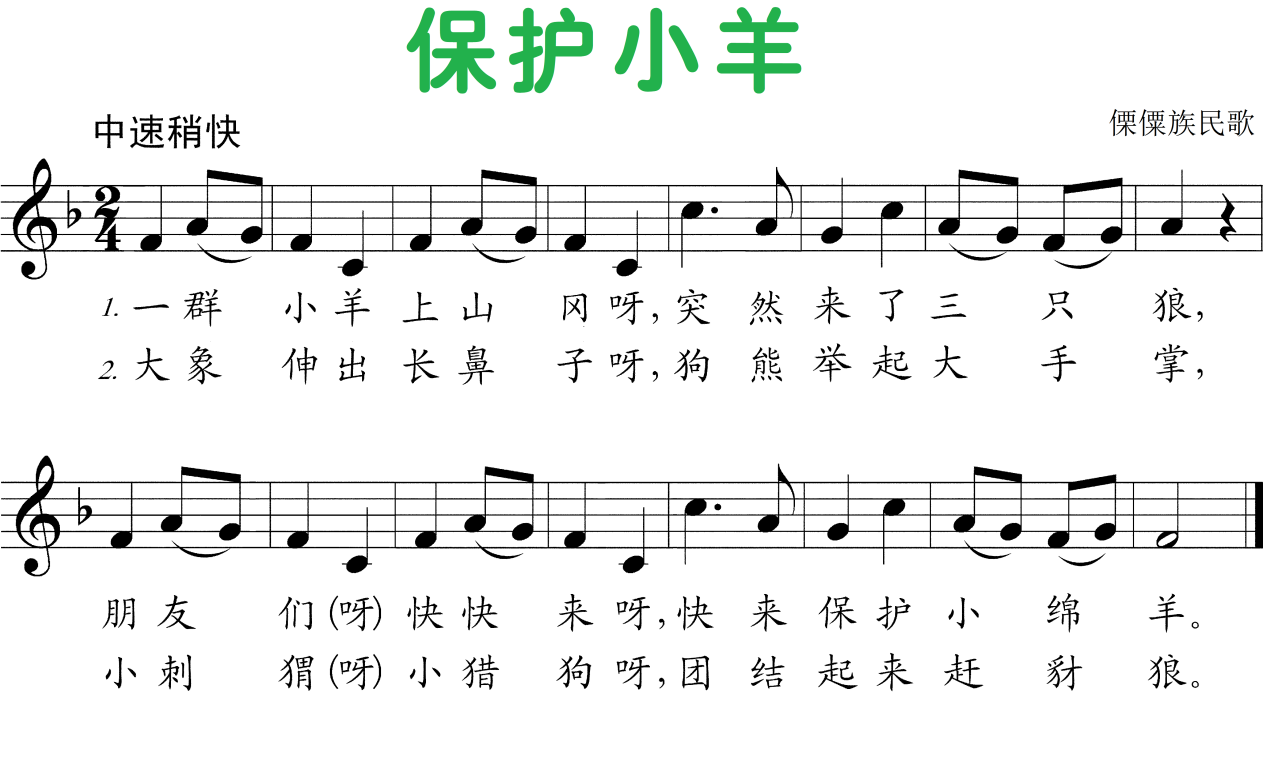 保护小羊
中速稍快
傈僳族民歌
2
4
1. 一群 小羊 上山 冈呀, 突然 来了 三 只 狼,
2. 大象 伸出 长鼻 子呀, 狗熊 举起 大 手 掌,
朋友 们(呀) 快快 来呀, 快来 保护 小 绵 羊。
小刺 猬(呀) 小猎 狗呀, 团结 起来 赶 豺 狼。